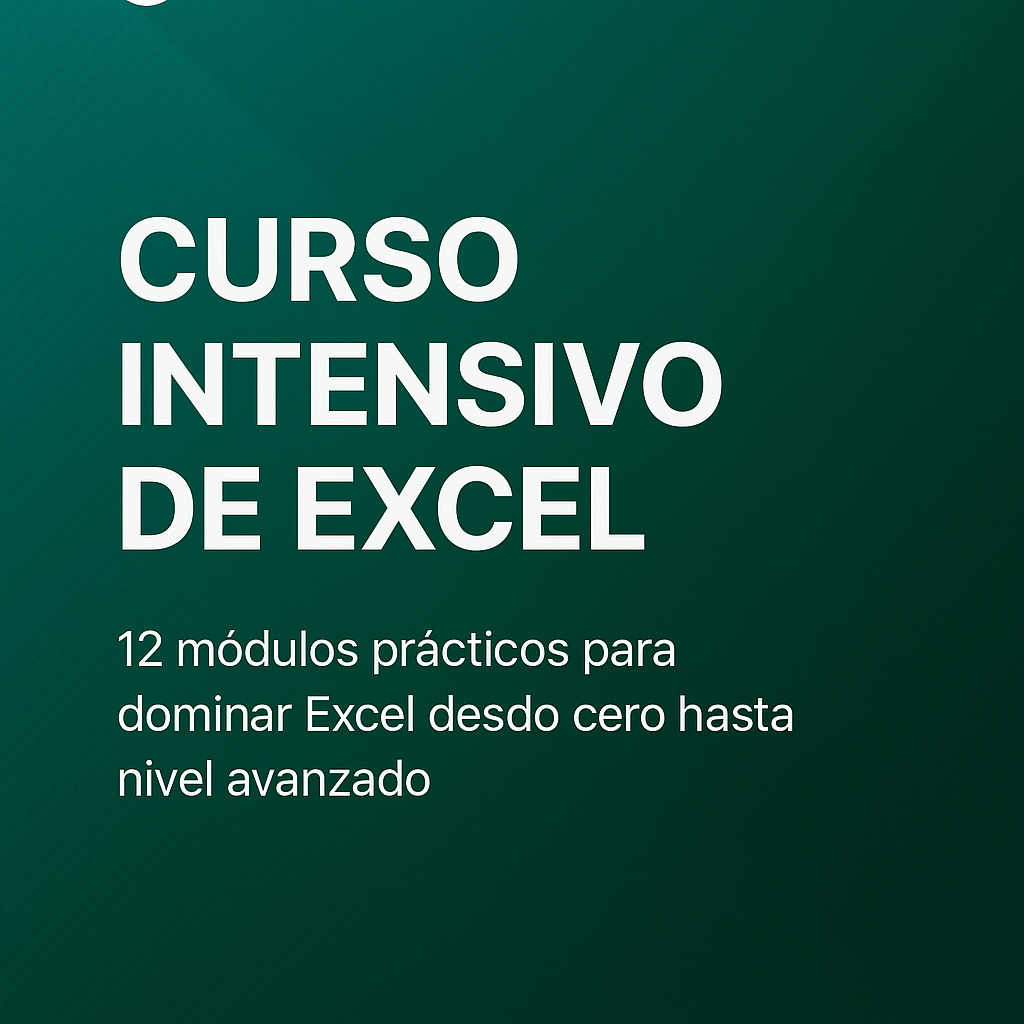 CURSO
INTENSIVO
DE EXCEL
12 módulos prácticos para
dominar Excel desdo cero hasta
nivel avanzado